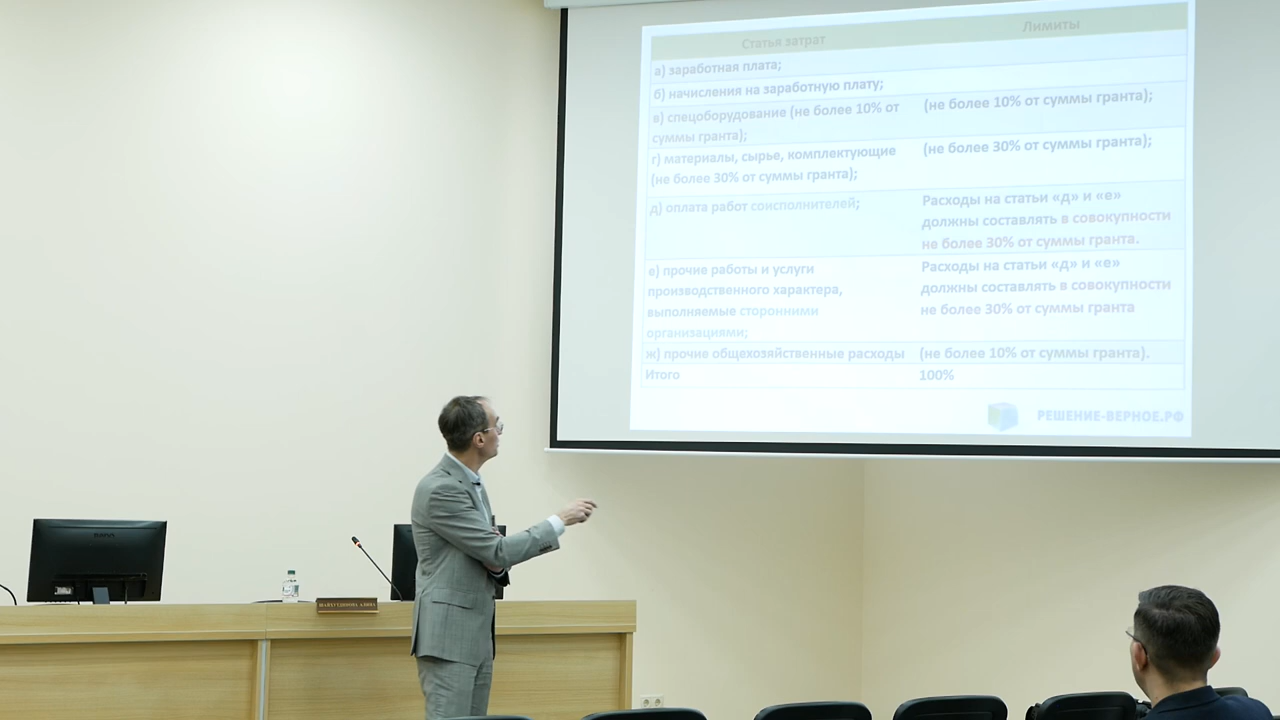 Статья затрат
Лимиты
а) заработная плата;
б) начисления на заработную плату;
в) спецоборудование (не более 10% от
суммы гранта);
(не более 10% от суммы гранта);
г) материалы, сырье, комплектующие
(не более 30% от суммы гранта);
(не более 30% от суммы гранта);
д) оплата работ соисполнителей;
Расходы на статьи «д» и «е»
должны составлять в совокупности
не более 30% от суммы гранта.
е) прочие работы и услуги
производственного характера,
выполняемые сторонними
организациями;
Расходы на статьи «д» и «е»
должны составлять в совокупности
не более 30% от суммы гранта
ж) прочие общехозяйственные расходы
(не более 10% от суммы гранта).
Итого
100%
РЕШЕНИЕ-ВЕРНОЕ.РФ